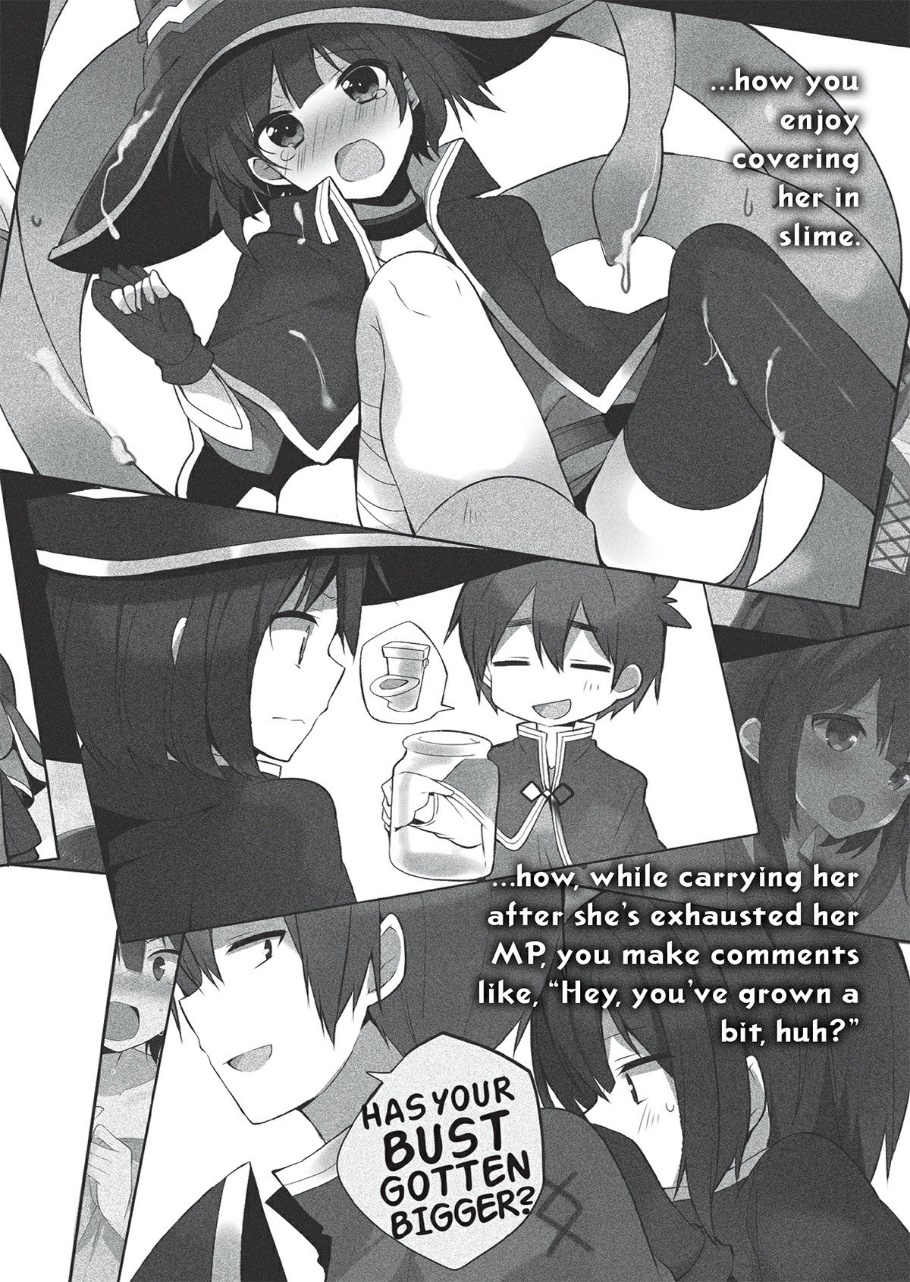 ...how you
enjoy
covering
her in
slime.
...how, while carrying her
after she's exhausted her
MP, you make comments
like, “Hey, you've grown a
bit, huh?”
HAS YOUR
BUST
GOTTEN
BIGGER?